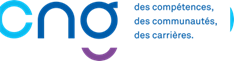 cng
des compétences,
des communautés,
des carrières.